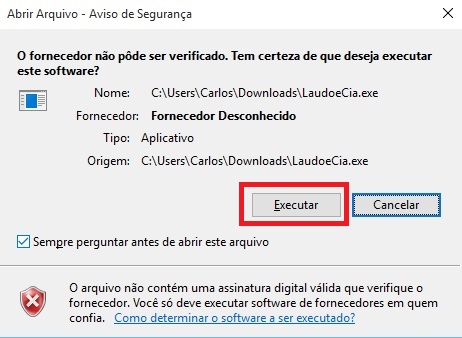 Abrir Arquivo - Aviso de Segurança
O fornecedor não pôde ser verificado. Tem certeza de que deseja executar
este software?
Nome: C:\Users\Carlos\Downloads\LaudoeCia.exe
Fornecedor: Fornecedor Desconhecido
Tipo: Aplicativo
Origem: C:\Users\Carlos\Downloads\LaudoeCia.exe
Executar Cancelar
Sempre perguntar antes de abrir este arquivo
O arquivo não contém uma assinatura digital válida que verifique o
fornecedor. Você só deve executar software de fornecedores em quem
confia. Como determinar o software a ser executado?